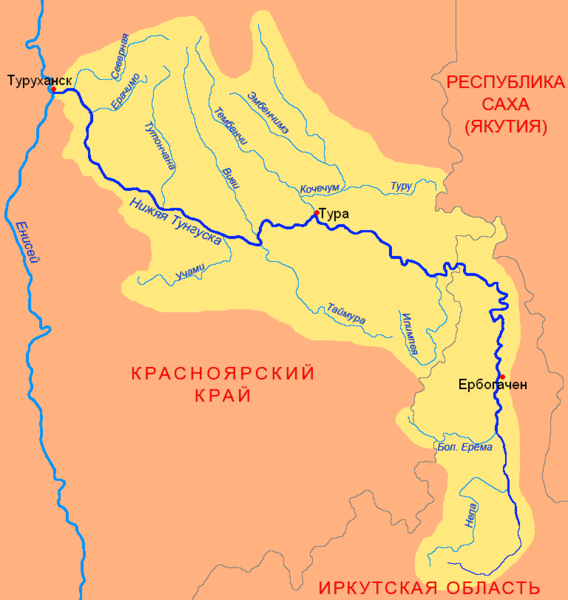 Северная
Туруханск
Ерачимо
РЕСПУБЛИКА
САХА
(ЯКУТИЯ)
Эмбенчимэ
Тембенчи
Тутончана
Виви
Кочечум
Туру
Тура
Нижняя Тунгуска
Енисей
Учами
Таймура
Илимпея
КРАСНОЯРСКИЙ
КРАЙ
Ербогачен
Бол. Ерёма
Непа
ИРКУТСКАЯ ОБЛАСТЬ